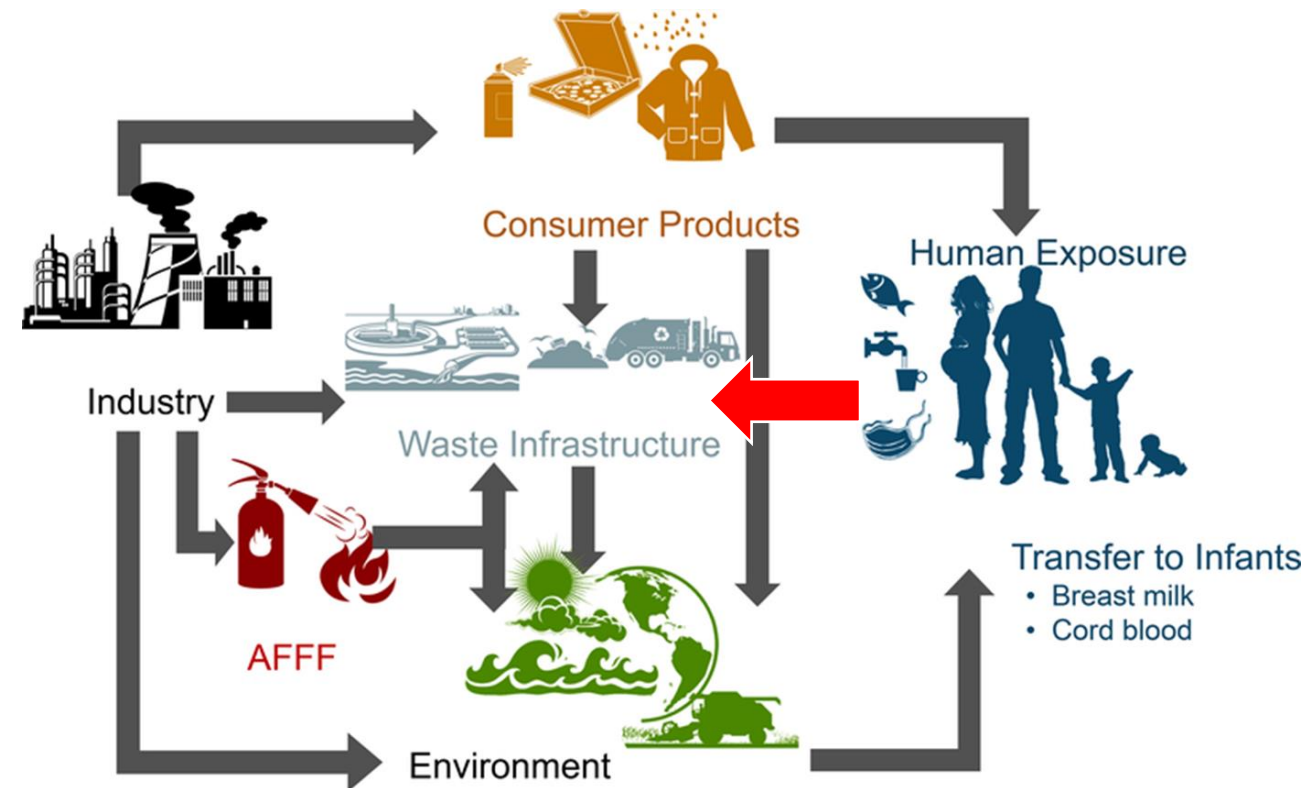 Consumer Products
Human Exposure
Industry
Waste Infrastructure
Transfer to Infants
• Breast milk
• Cord blood
AFFF
Environment